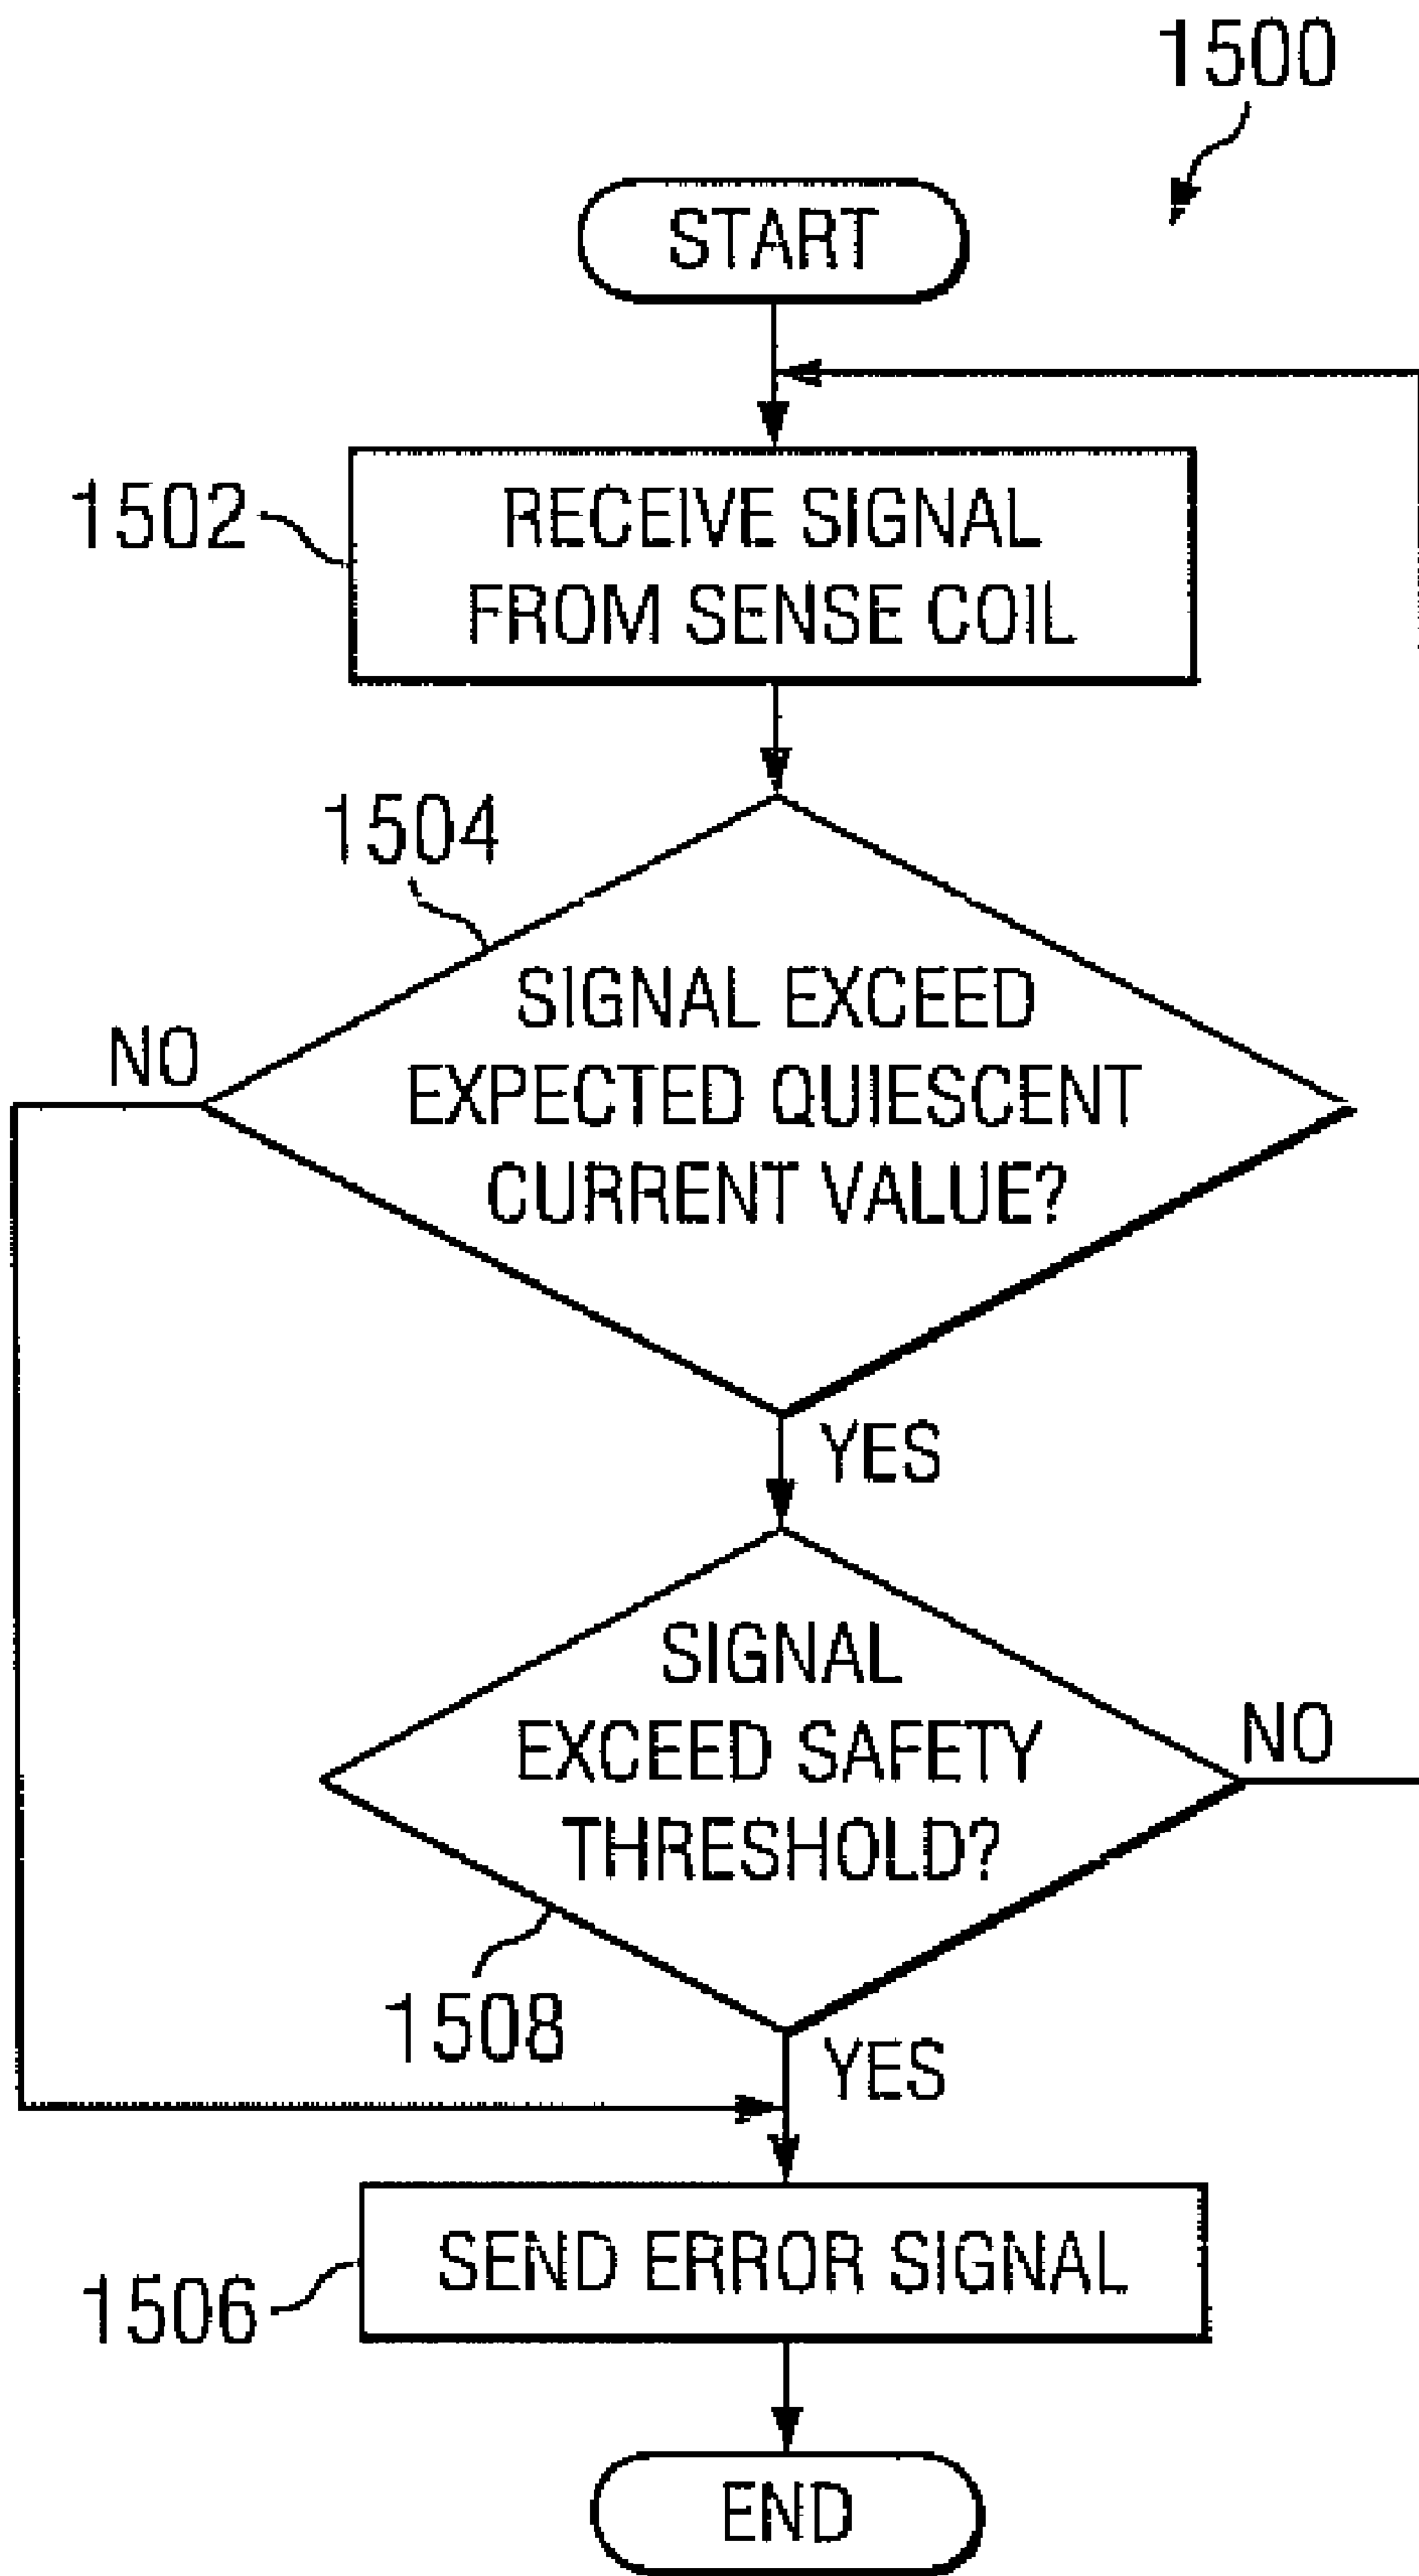 1500
START
1502
RECEIVE SIGNAL
FROM SENSE COIL
1504
SIGNAL EXCEED
EXPECTED QUIESCENT
CURRENT VALUE?
NO
YES
SIGNAL
EXCEED SAFETY
THRESHOLD?
NO
1508
YES
SEND ERROR SIGNAL
1506
END